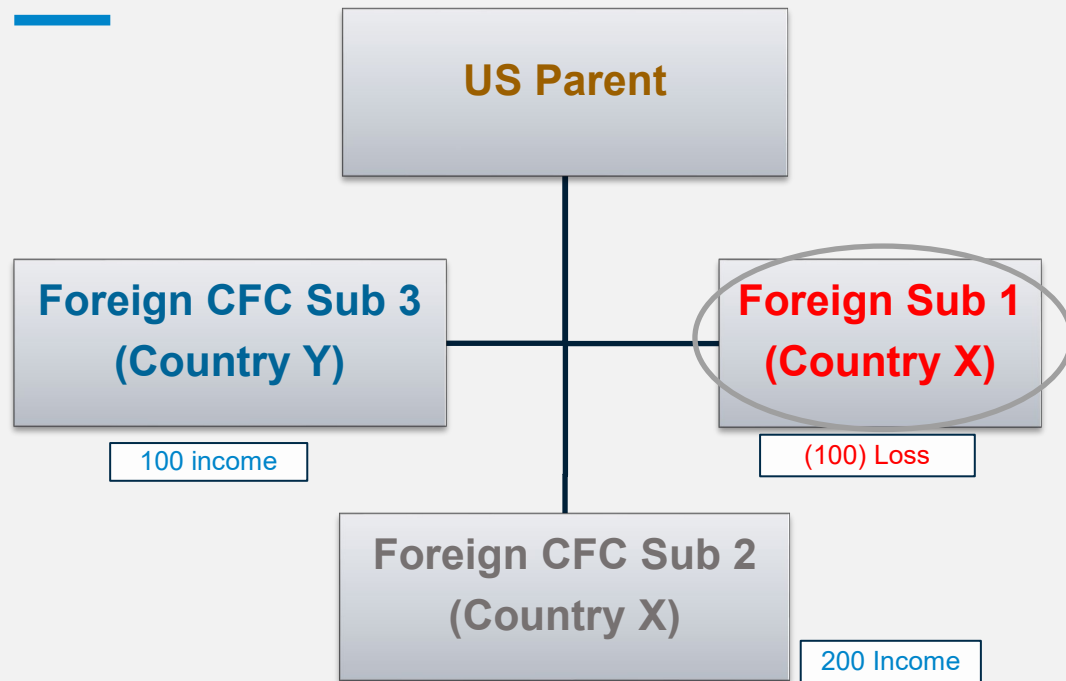 US Parent
Foreign CFC Sub 3
(Country Y)
100 income
Foreign Sub 1
(Country X)
(100) Loss
Foreign CFC Sub 2
(Country X)
200 Income